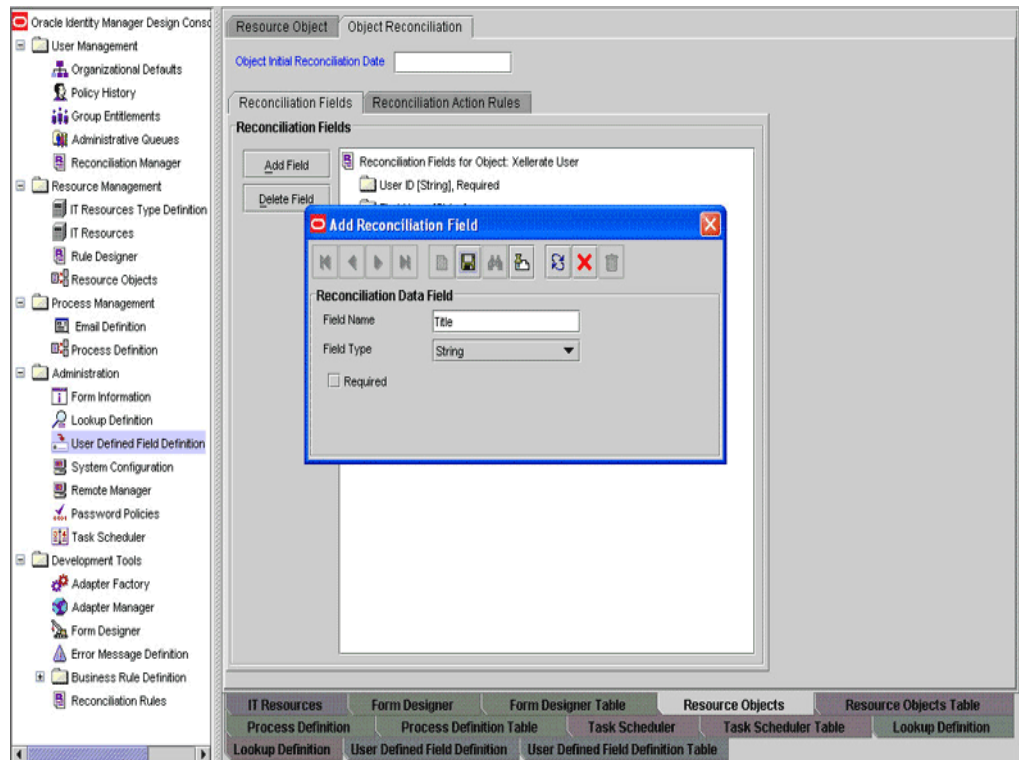 Oracle Identity Manager Design Consc
User Management
Organizational Defaults
Policy History
Group Entitlements
Administrative Queues
Reconciliation Manager
Resource Management
IT Resources Type Definition
IT Resources
Rule Designer
Resource Objects
Process Management
Email Definition
Process Definition
Administration
Form Information
Lookup Definition
User Defined Field Definition
System Configuration
Remote Manager
Password Policies
Task Scheduler
Development Tools
Adapter Factory
Adapter Manager
Form Designer
Error Message Definition
Business Rule Definition
Reconciliation Rules
Resource Object
Object Reconciliation
Object Initial Reconciliation Date
Reconciliation Fields
Reconciliation Action Rules
Reconciliation Fields
Add Field
Delete Field
Reconciliation Fields for Object: Xellerate User
User ID [String], Required
Add Reconciliation Field
Reconciliation Data Field
Field Name
Title
Field Type
String
Required
IT Resources
Form Designer
Form Designer Table
Resource Objects
Resource Objects Table
Process Definition
Process Definition Table
Task Scheduler
Task Scheduler Table
Lookup Definition
Lookup Definition
User Defined Field Definition
User Defined Field Definition Table